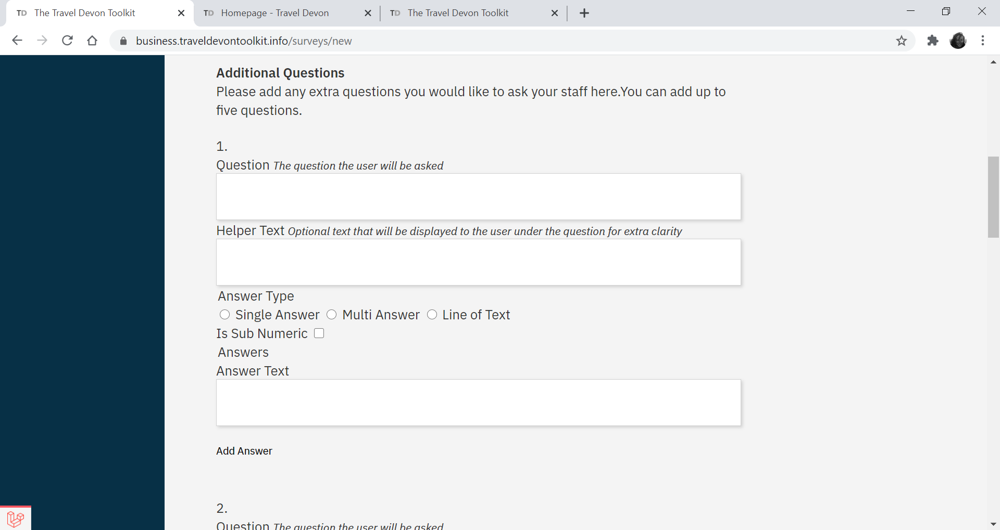 TD The Travel Devon Toolkit
TD Homepage - Travel Devon
TD The Travel Devon Toolkit
business.traveldevontoolkit.info/surveys/new
Additional Questions
Please add any extra questions you would like to ask your staff here.You can add up to
five questions.
1.
Question The question the user will be asked
Helper Text Optional text that will be displayed to the user under the question for extra clarity
Answer Type
Single Answer Multi Answer Line of Text
Is Sub Numeric
Answers
Answer Text
Add Answer
2.
Question The question the user will be asked